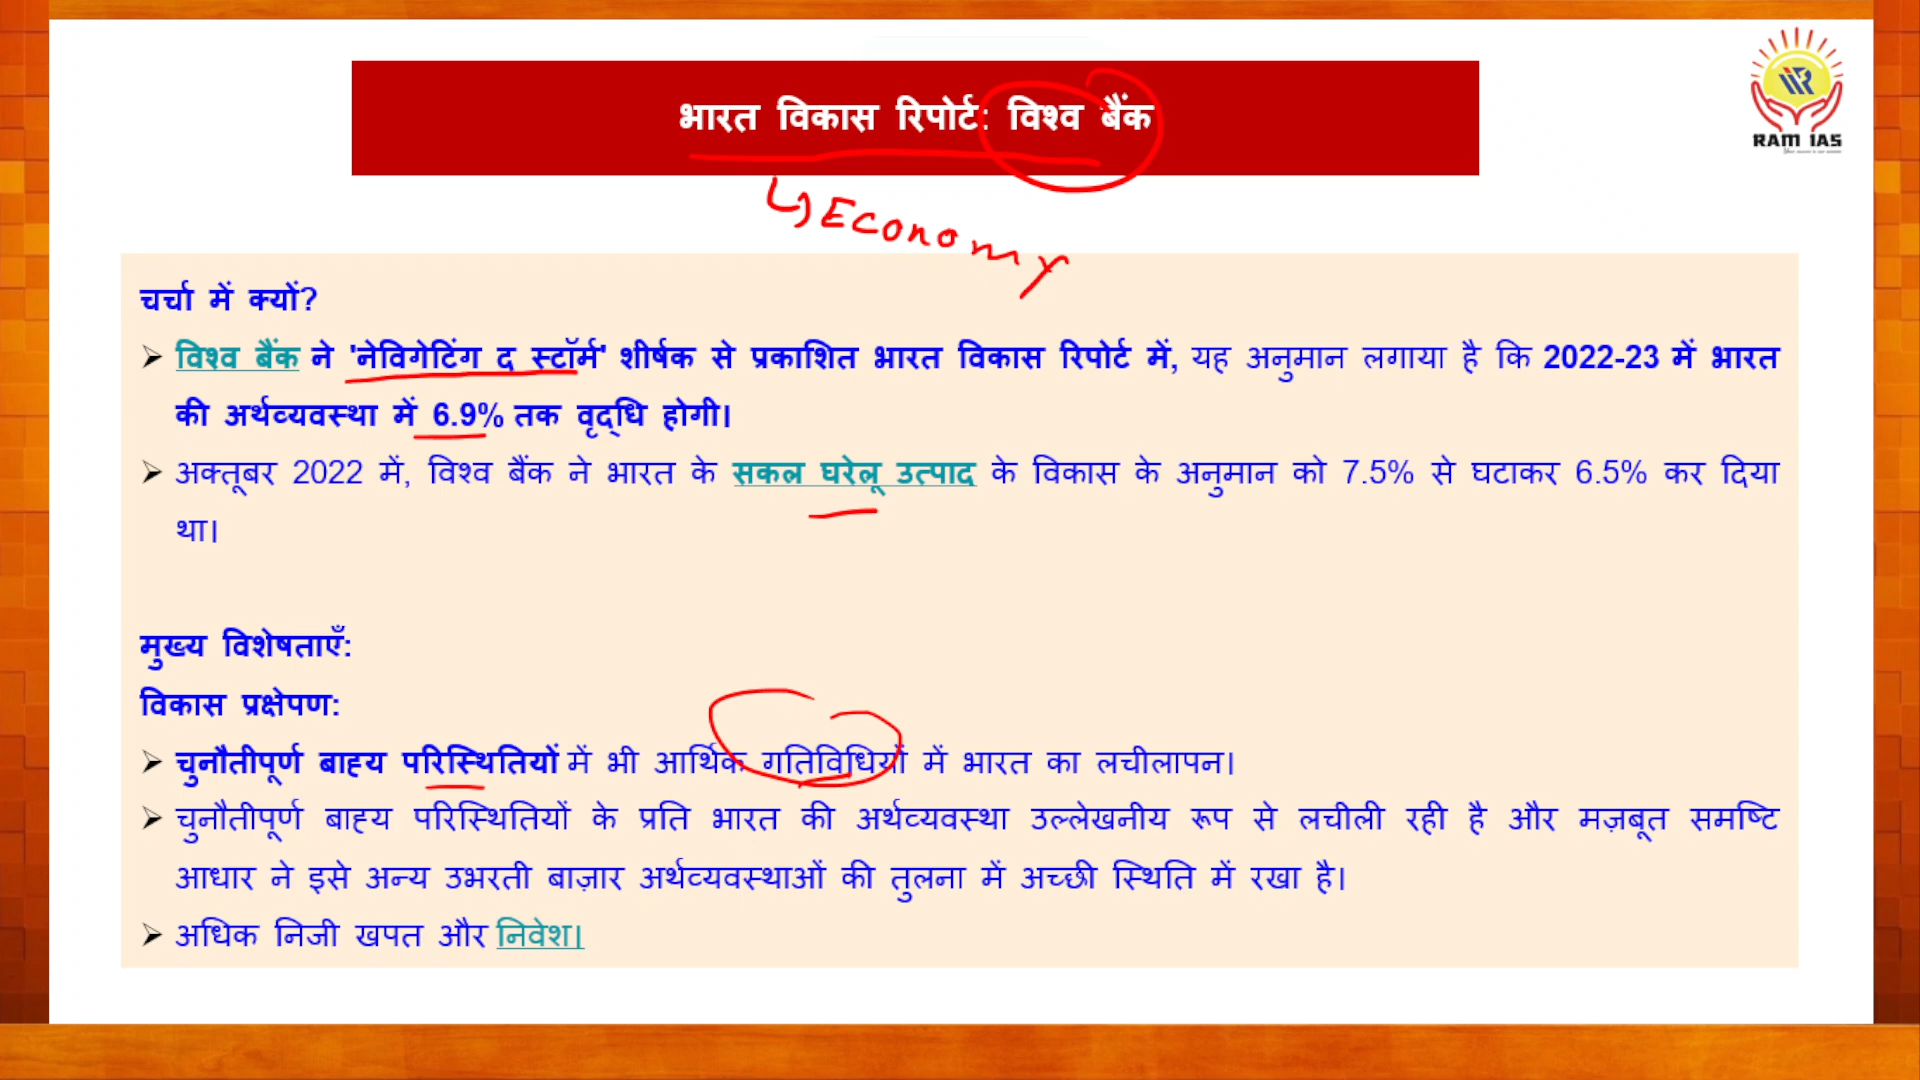 भारत विकास रिपोर्ट: विश्व बैंक
RAM IAS
Economy
चर्चा में क्यों?
विश्व बैंक ने 'नेविगेटिंग द स्टॉर्म' शीर्षक से प्रकाशित भारत विकास रिपोर्ट में, यह अनुमान लगाया है कि 2022-23 में भारत
की अर्थव्यवस्था में 6.9% तक वृद्धि होगी।
अक्तूबर 2022 में, विश्व बैंक ने भारत के सकल घरेलू उत्पाद के विकास के अनुमान को 7.5% से घटाकर 6.5% कर दिया
था।
मुख्य विशेषताएँ:
विकास प्रक्षेपण:
चुनौतीपूर्ण बाह्य परिस्थितियों में भी आर्थिक गतिविधियों में भारत का लचीलापन।
चुनौतीपूर्ण बाह्य परिस्थितियों के प्रति भारत की अर्थव्यवस्था उल्लेखनीय रूप से लचीली रही है और मज़बूत समष्टि
आधार ने इसे अन्य उभरती बाज़ार अर्थव्यवस्थाओं की तुलना में अच्छी स्थिति में रखा है।
अधिक निजी खपत और निवेश।